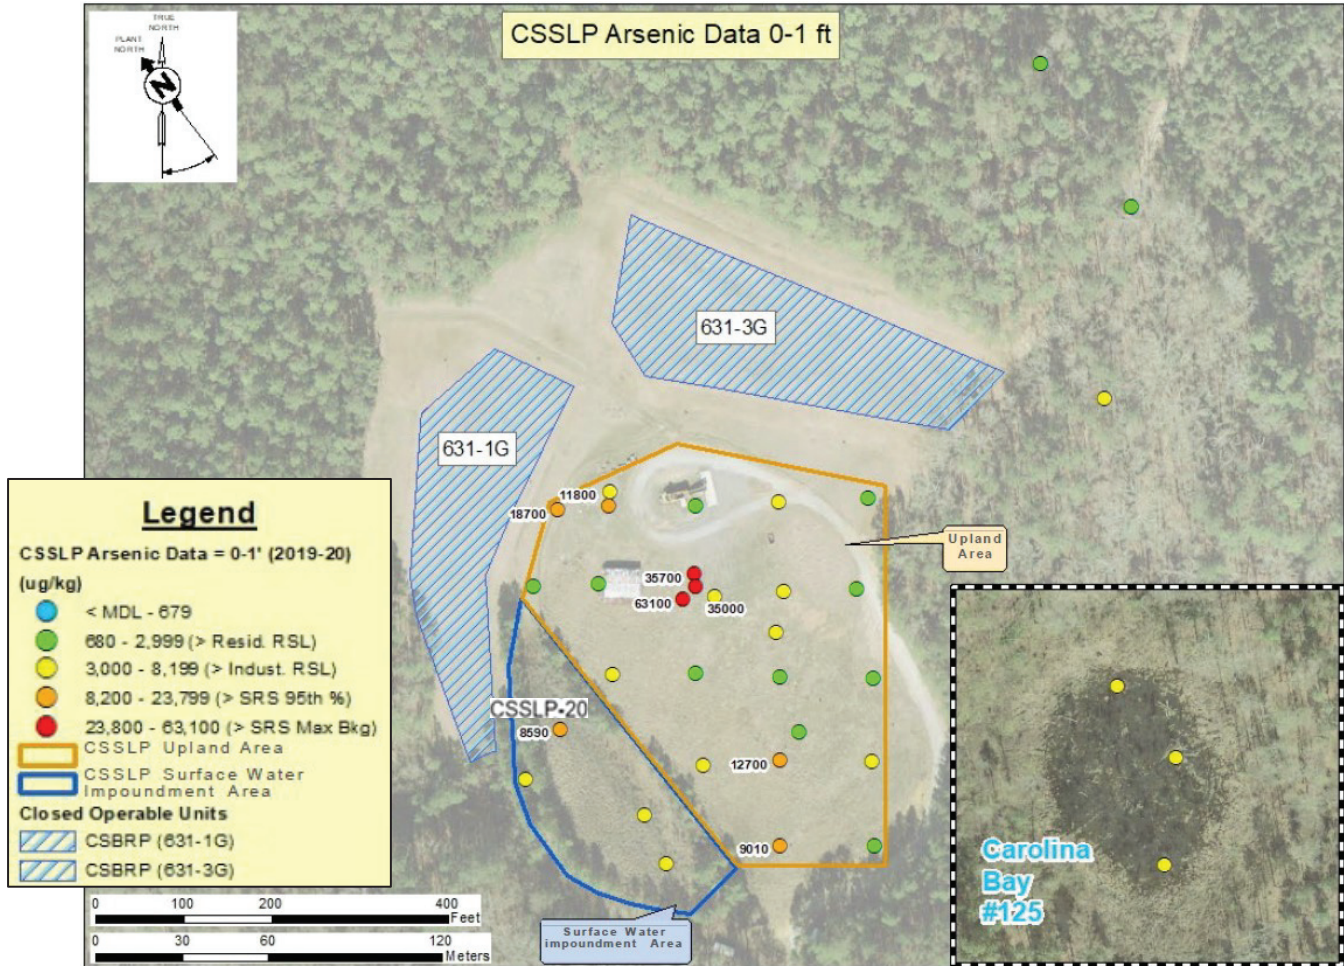 TRUE
NORTH
PLANT
NORTH
N
CSSLP Arsenic Data 0-1 ft
631-3G
631-1G
Legend
CSSLP Arsenic Data = 0-1' (2019-20)
(ug/kg)
< MDL - 679
680 - 2,999 (> Resid. RSL)
3,000 - 8,199 (> Indust. RSL)
8,200 - 23,799 (> SRS 95th %)
23,800 - 63,100 (> SRS Max Bkg)
CSSLP Upland Area
CSSLP Surface Water
Impoundment Area
Closed Operable Units
CSBRP (631-1G)
CSBRP (631-3G)
11800
18700
Upland
Area
35700
63100
35000
CSSLP-20
8590
12700
9010
Carolina
Bay
#125
0 100 200 400
Feet
0 30 60 120
Meters
Surface Water
impoundment Area